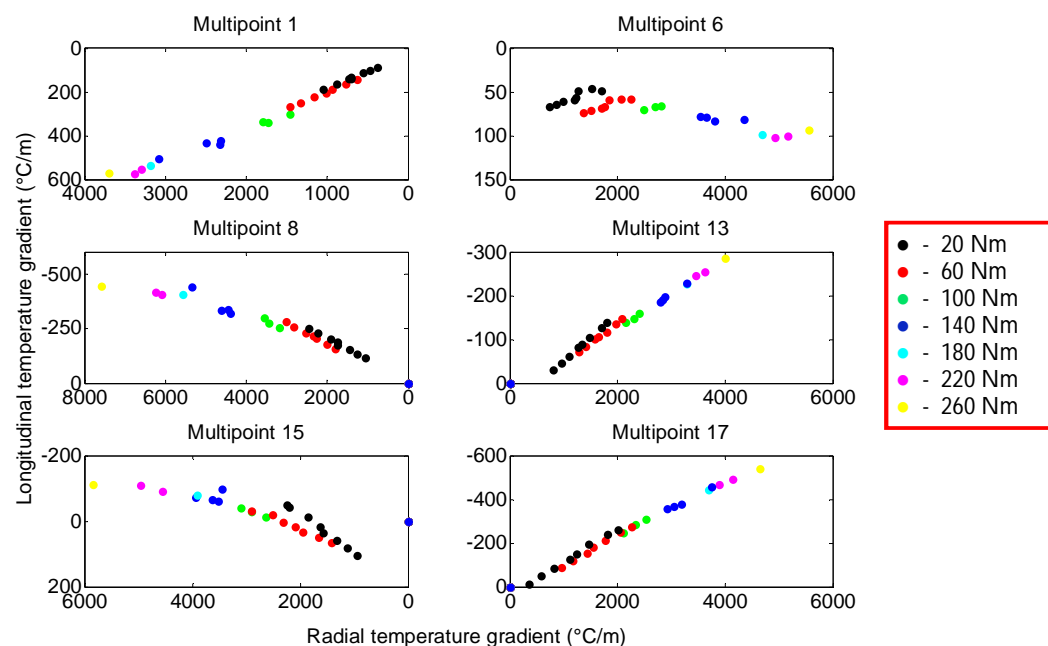 Multipoint 1
0
200
400
600
4000 3000 2000 1000 0
Multipoint 6
0
50
100
150
0 2000 4000 6000
Multipoint 8
-500
-250
0
8000 6000 4000 2000 0
Multipoint 13
-300
-200
-100
0
0 2000 4000 6000
Multipoint 15
-200
0
200
6000 4000 2000 0
Multipoint 17
-600
-400
-200
0
0 2000 4000 6000
Longitudinal temperature gradient (°C/m)
Radial temperature gradient (°C/m)
- 20 Nm
- 60 Nm
- 100 Nm
- 140 Nm
- 180 Nm
- 220 Nm
- 260 Nm